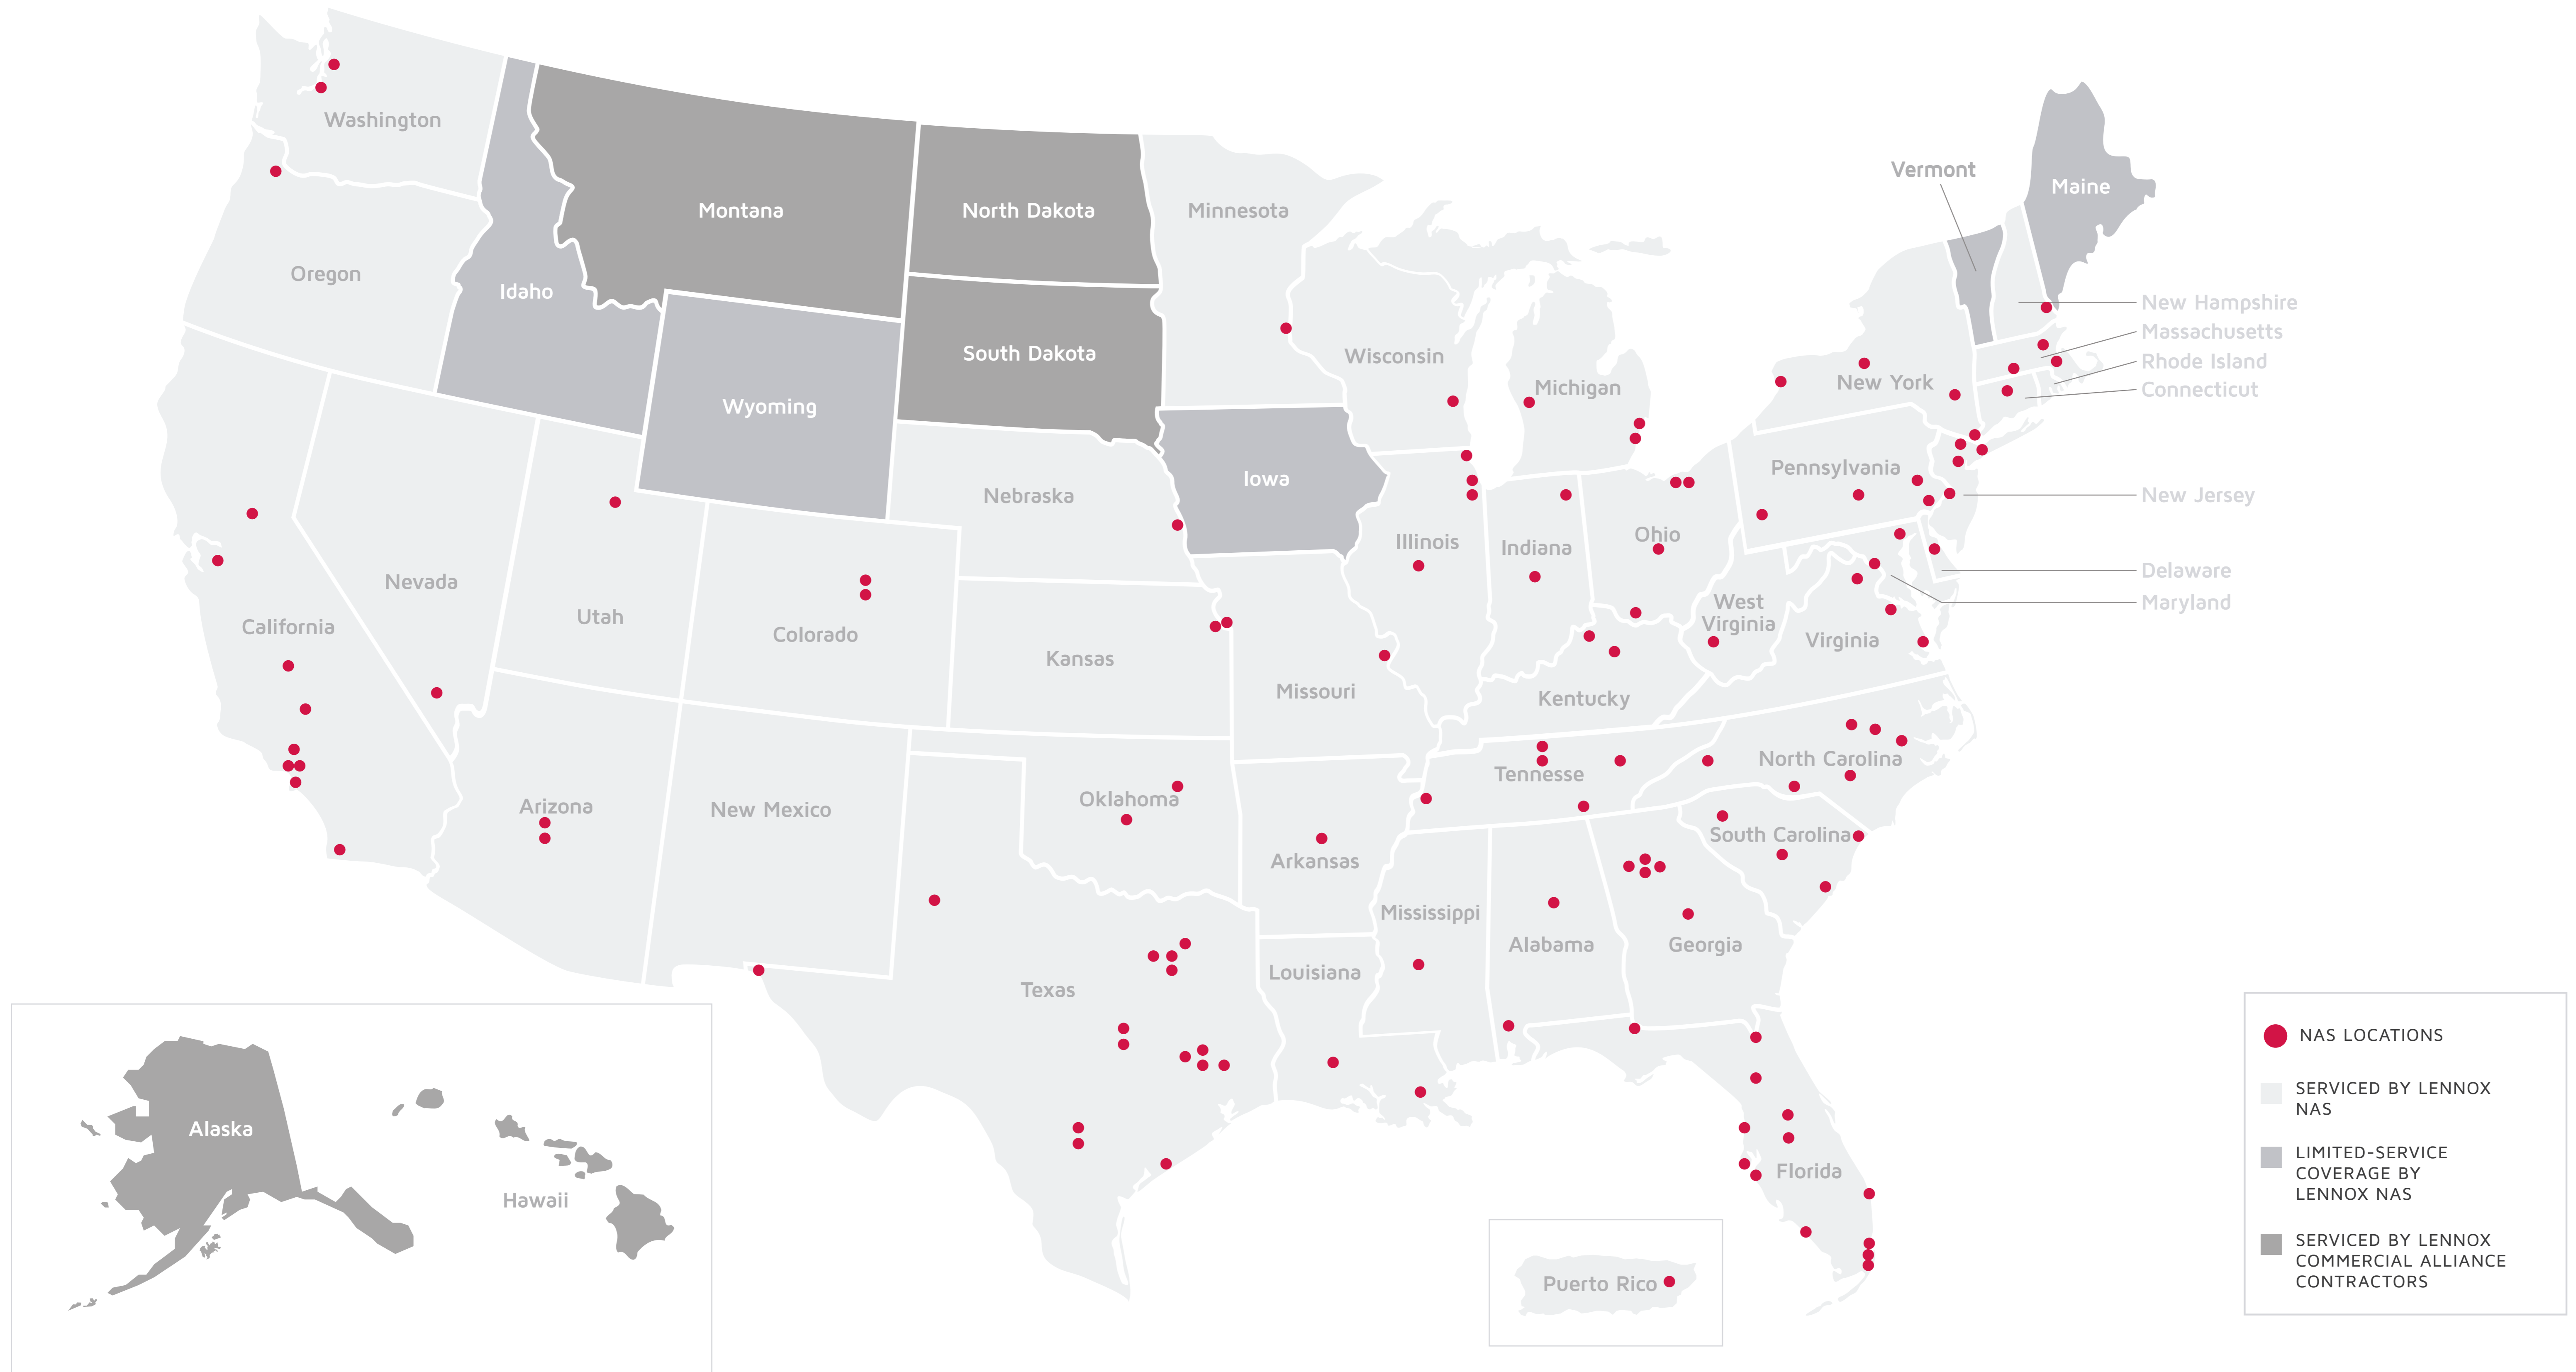 Washington
Oregon
Idaho
Montana
North Dakota
South Dakota
Minnesota
Wisconsin
Michigan
Vermont
Maine
New Hampshire
Massachusetts
Rhode Island
Connecticut
New York
Wyoming
Iowa
Nebraska
Pennsylvania
New Jersey
Illinois
Indiana
Ohio
Nevada
Utah
California
Colorado
Kansas
Missouri
Kentucky
West
Virginia
Virginia
Delaware
Maryland
Arizona
New Mexico
Oklahoma
Arkansas
Tennesse
North Carolina
South Carolina
Mississippi
Alabama
Georgia
Louisiana
Texas
Florida
Alaska
Hawaii
Puerto Rico
NAS LOCATIONS
SERVICED BY LENNOX
NAS
LIMITED-SERVICE
COVERAGE BY
LENNOX NAS
SERVICED BY LENNOX
COMMERCIAL ALLIANCE
CONTRACTORS